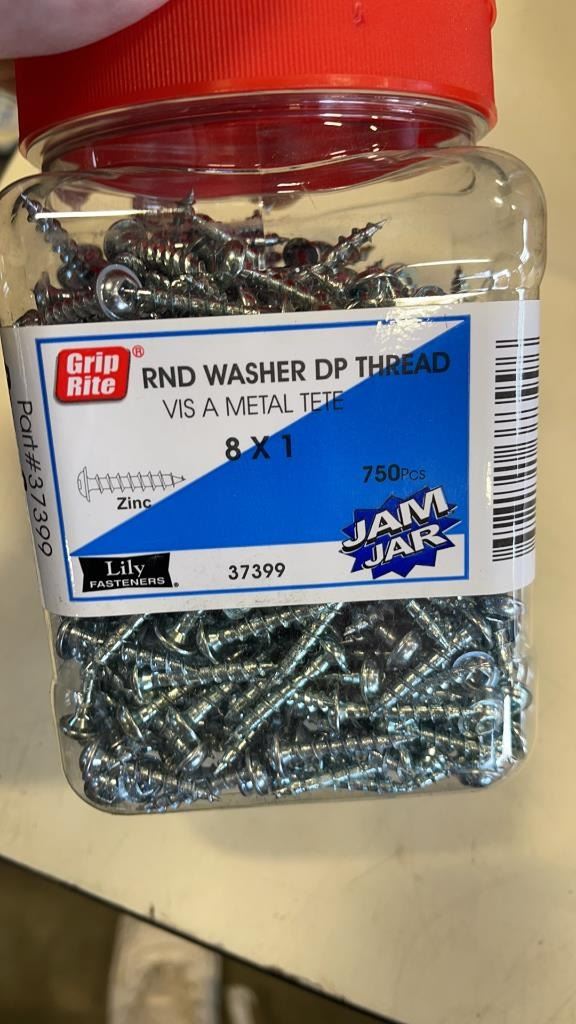 Grip
Rite®
RND WASHER DP THREAD
VIS A METAL TETE
8 X 1
750Pcs
Zinc
JAM
JAR
Lily
FASTENERS
37399
Part# 37399